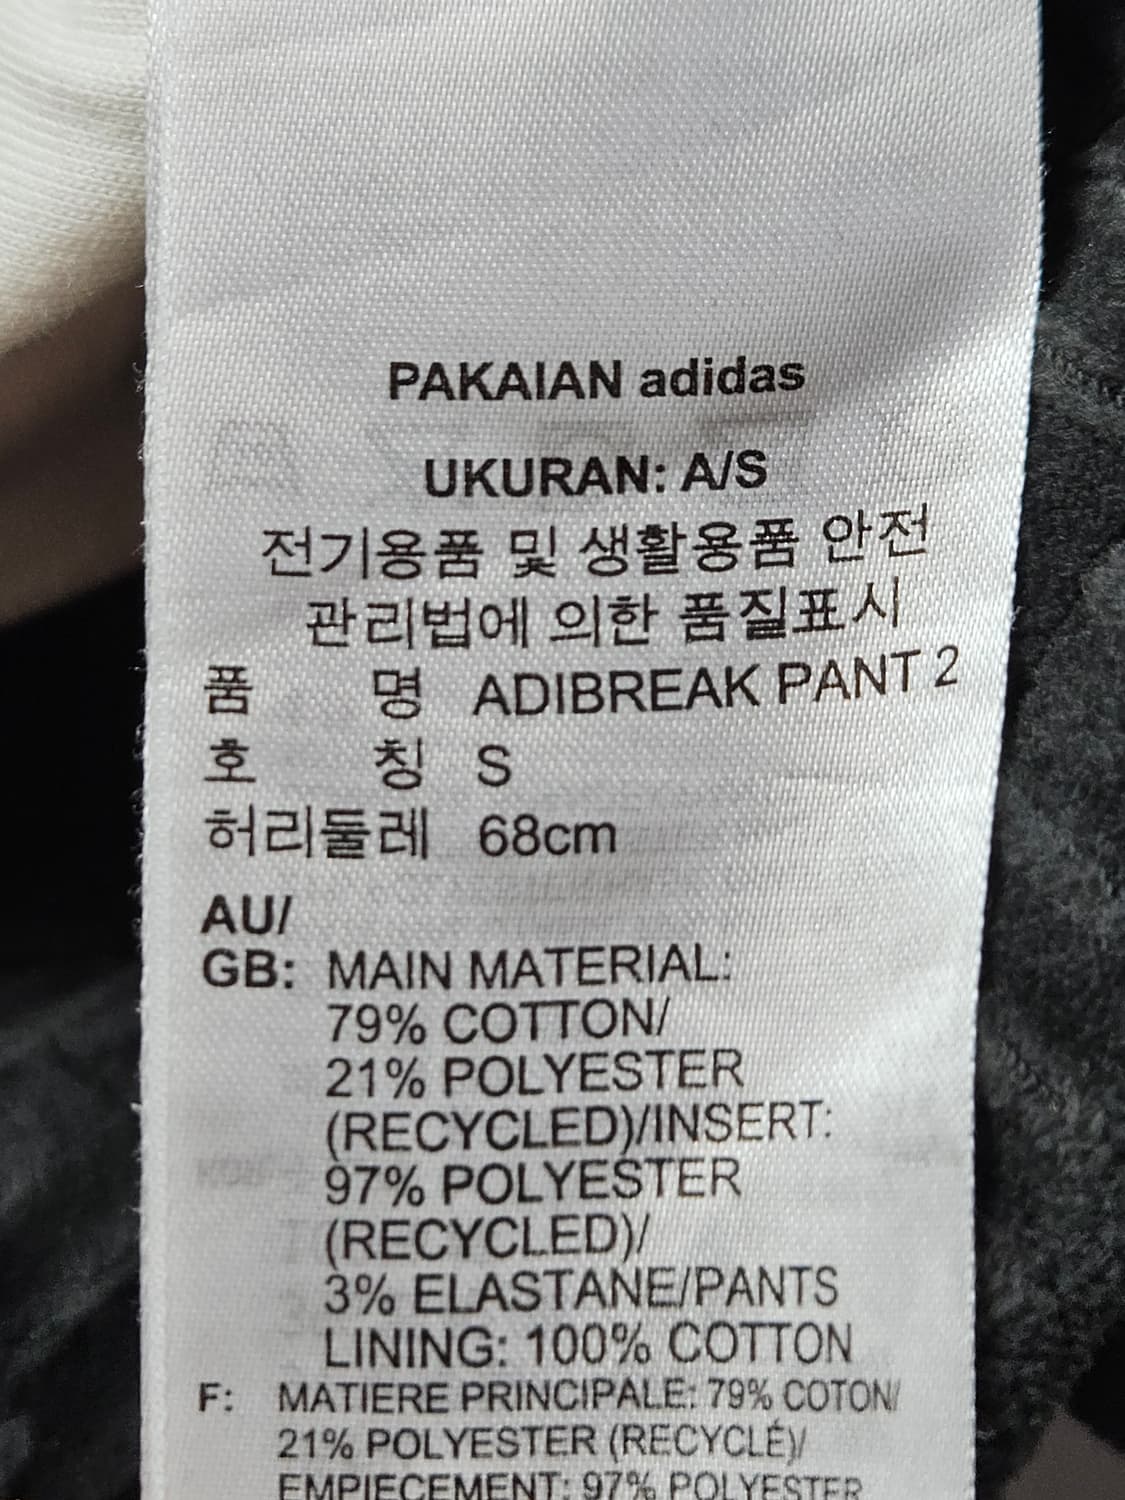 PAKAIAN adidas
UKURAN: A/S
전기용품 및 생활용품 안전
관리법에 의한 품질표시
품 명 ADIBREAK PANT 2
호 칭 S
허리둘레 68cm
AU/
GB: MAIN MATERIAL:
79% COTTON/
21% POLYESTER
(RECYCLED)/INSERT:
97% POLYESTER
(RECYCLED)/
3% ELASTANE/PANTS
LINING: 100% COTTON
F: MATIERE PRINCIPALE: 79% COTON/
21% POLYESTER (RECYCLÉ)/
EMPIECEMENT: 97% POLYESTER